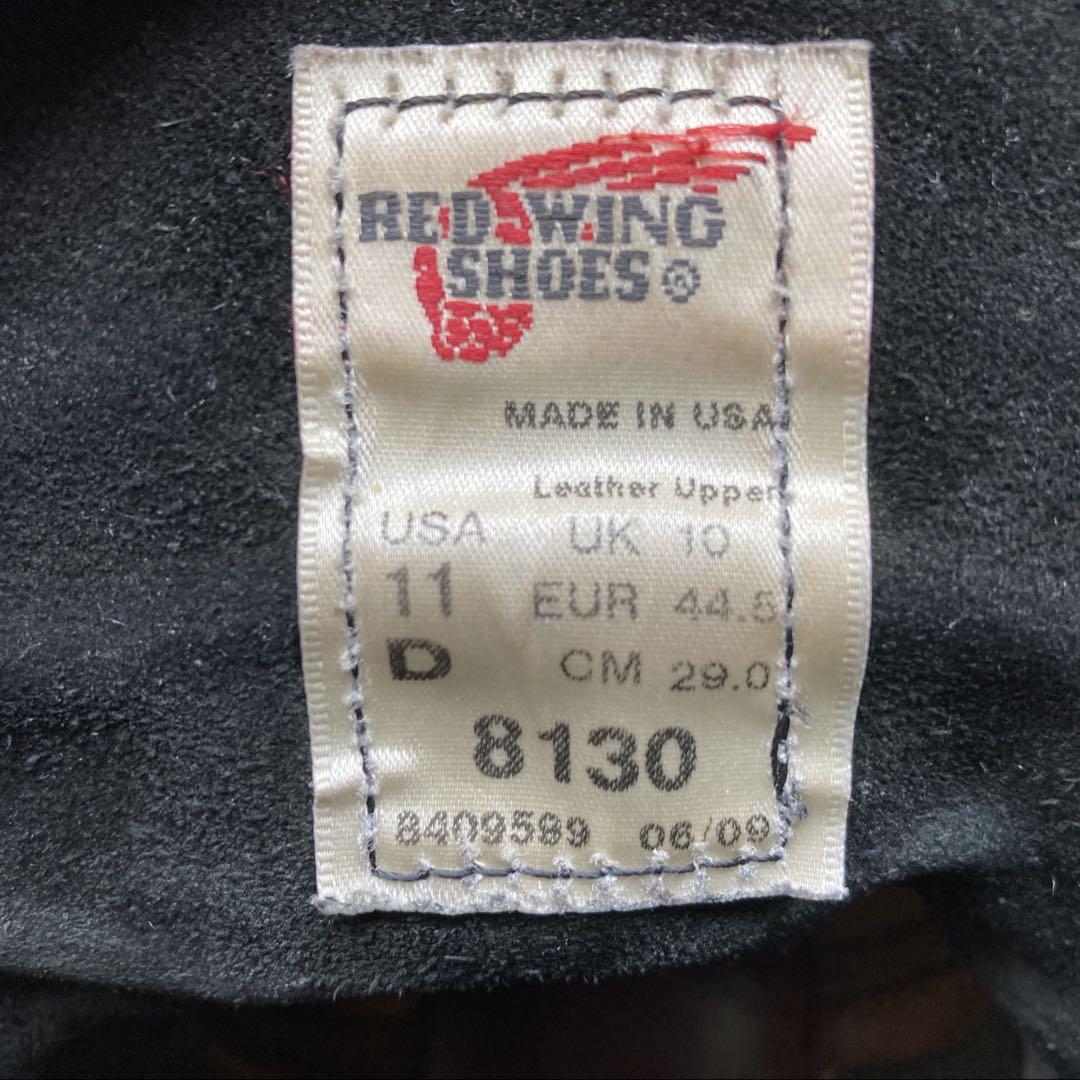 RED WING
SHOES ®
MADE IN USA
Leather Upper
USA UK 10
11 EUR 44.5
D CM 29.0
8130
8409599 06/09